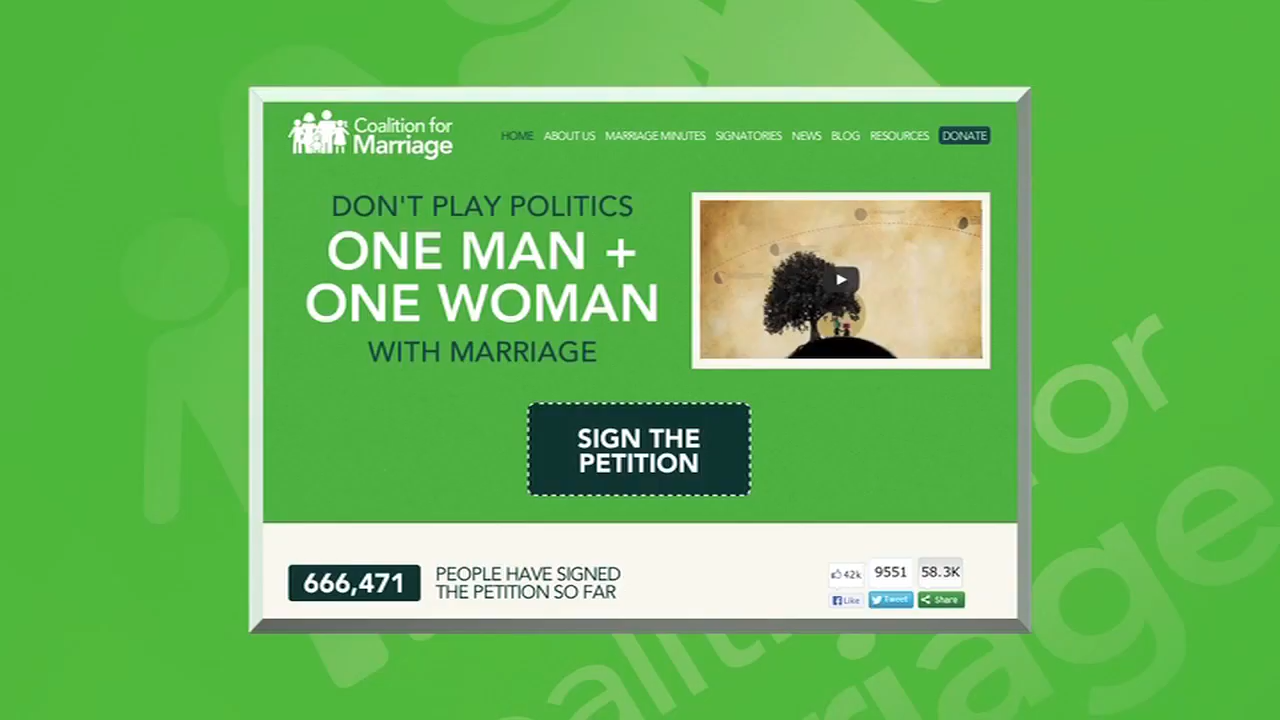 Coalition for
Marriage
HOME ABOUT US MARRIAGE MINUTES SIGNATORIES NEWS BLOG RESOURCES DONATE
DON'T PLAY POLITICS
ONE MAN +
ONE WOMAN
WITH MARRIAGE
SIGN THE
PETITION
666,471
PEOPLE HAVE SIGNED
THE PETITION SO FAR
42k 9551 58.3K
Like Tweet Share